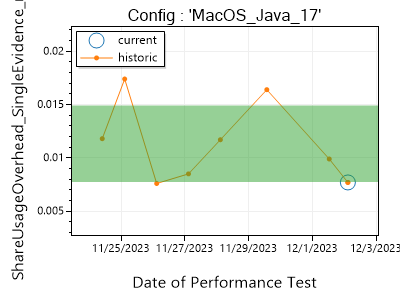 Config : 'MacOS_Java_17'
current
historic
0.02
0.015
0.01
0.005
11/25/2023
11/27/2023
11/29/2023
12/1/2023
12/3/2023
Date of Performance Test
ShareUsageOverhead_SingleEvidence_